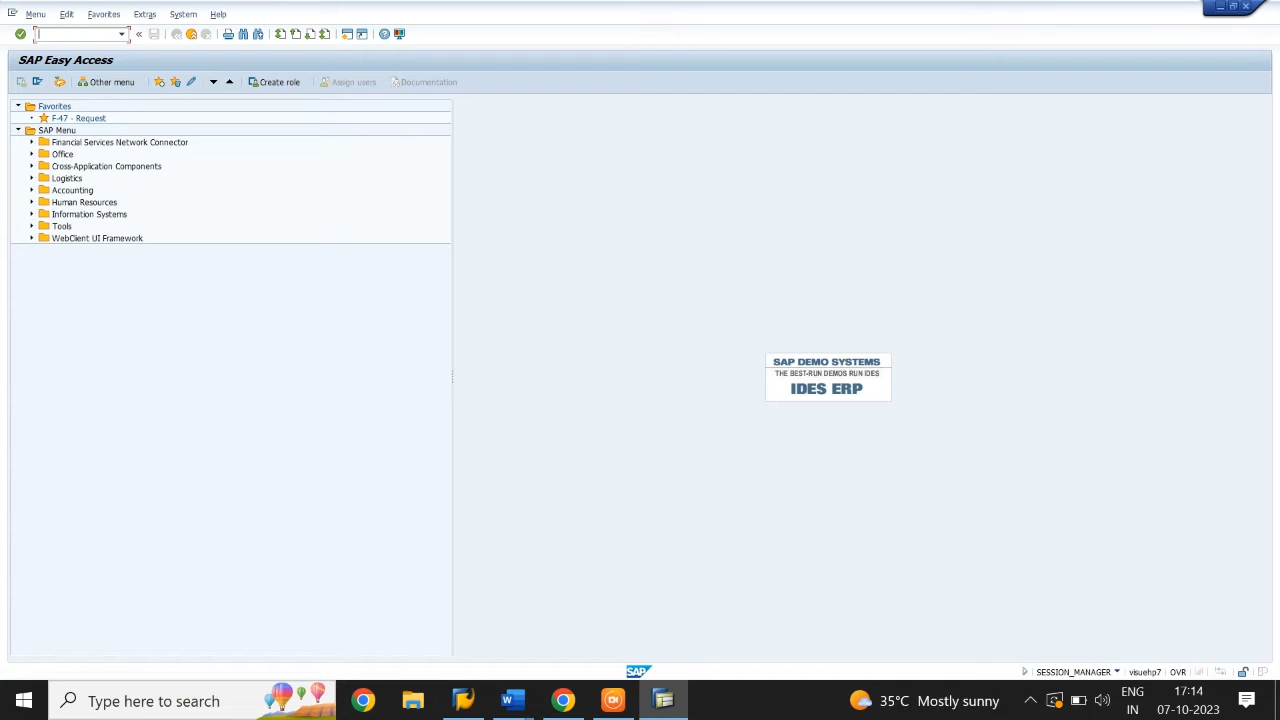 Menu Edit Favorites Extras System Help
SAP Easy Access
Other menu Create role Assign users Documentation
Favorites
F-47 - Request
SAP Menu
Financial Services Network Connector
Office
Cross-Application Components
Logistics
Accounting
Human Resources
Information Systems
Tools
WebClient UI Framework
SAP DEMO SYSTEMS
THE BEST-RUN DEMOS RUN IDES
IDES ERP
SAP
SESSION_MANAGER visuehp7 OVR
Type here to search
35°C Mostly sunny
ENG
IN
17:14
07-10-2023